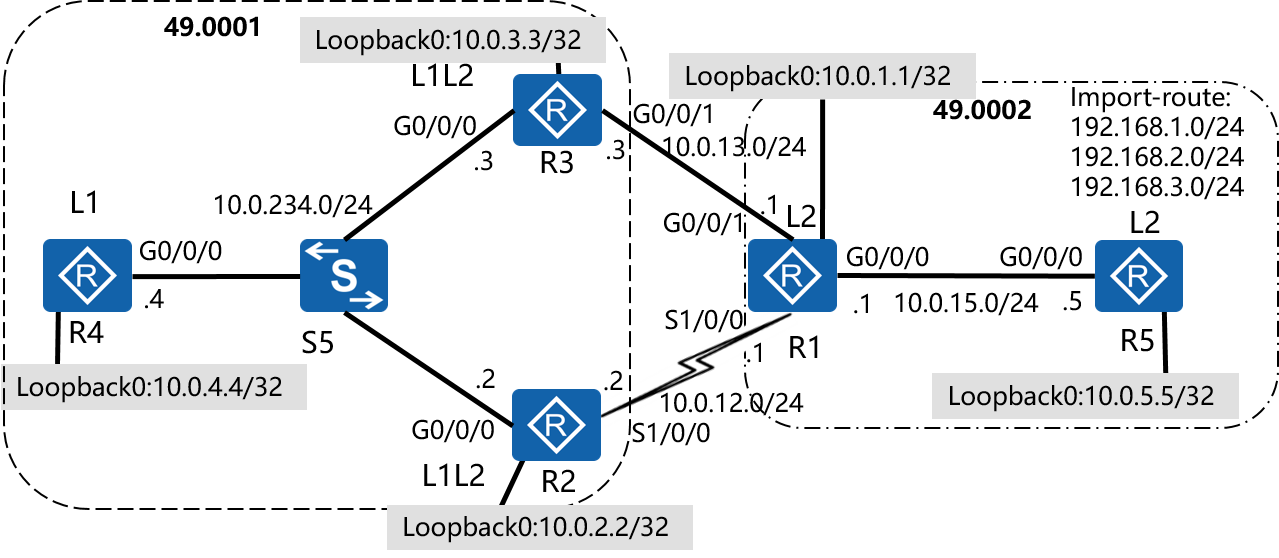 49.0001
Loopback0:10.0.3.3/32
L1L2
R
G0/0/0
.3
R3
G0/0/1
.3
10.0.13.0/24
Loopback0:10.0.1.1/32
49.0002
Import-route:
192.168.1.0/24
192.168.2.0/24
192.168.3.0/24
L1
10.0.234.0/24
G0/0/0
R
.4
R4
S
S5
Loopback0:10.0.4.4/32
.1
L2
G0/0/1
R
G0/0/0
.1
10.0.15.0/24
G0/0/0
.5
L2
R
R5
S1/0/0
.1
R1
Loopback0:10.0.5.5/32
.2
G0/0/0
R
.2
10.0.12.0/24
S1/0/0
L1L2
R2
Loopback0:10.0.2.2/32